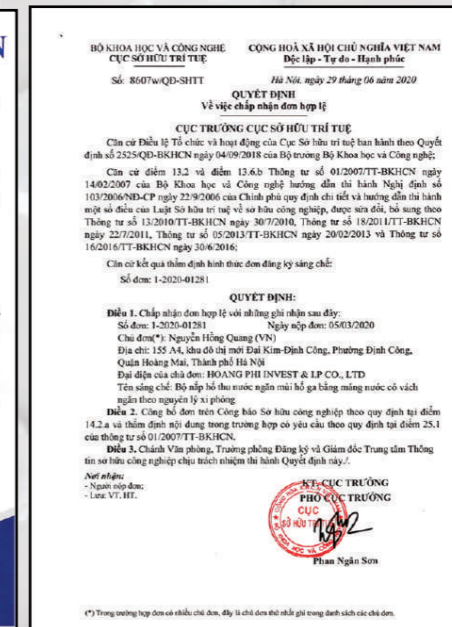 N
BỘ KHOA HỌC VÀ CÔNG NGHỆ
CỤC SỞ HỮU TRÍ TUỆ
CỘNG HOÀ XÃ HỘI CHỦ NGHĨA VIỆT NAM
Độc lập - Tự do - Hạnh phúc
Số: 8607w/QĐ-SHTT
Hà Nội, ngày 29 tháng 06 năm 2020
QUYẾT ĐỊNH
Về việc chấp nhận đơn hợp lệ
CỤC TRƯỞNG CỤC SỞ HỮU TRÍ TUỆ
Căn cứ Điều lệ Tổ chức và hoạt động của Cục Sở hữu trí tuệ ban hành theo Quyết
định số 2525/QĐ-BKHCN ngày 04/09/2018 của Bộ trưởng Bộ Khoa học và Công nghệ;
Căn cứ điểm 13.2 và điểm 13.6.b Thông tư số 01/2007/TT-BKHCN ngày
14/02/2007 của Bộ Khoa học và Công nghệ hướng dẫn thi hành Nghị định số
103/2006/NĐ-CP ngày 22/9/2006 của Chính phủ quy định chi tiết và hướng dẫn thi hành
một số điều của Luật Sở hữu trí tuệ về sở hữu công nghiệp, được sửa đổi, bổ sung theo
Thông tư số 13/2010/TT-BKHCN ngày 30/7/2010, Thông tư số 18/2011/TT-BKHCN
ngày 22/7/2011, Thông tư số 05/2013/TT-BKHCN ngày 20/02/2013 và Thông tư số
16/2016/TT-BKHCN ngày 30/6/2016;
Căn cứ kết quả thẩm định hình thức đơn đăng ký sáng chế:
Số đơn: 1-2020-01281
QUYẾT ĐỊNH:
Điều 1. Chấp nhận đơn hợp lệ với những ghi nhận sau đây:
Số đơn: 1-2020-01281 Ngày nộp đơn: 05/03/2020
Chủ đơn(*): Nguyễn Hồng Quang (VN)
Địa chỉ: 155 A4, khu đô thị mới Đại Kim-Định Công, Phường Định Công,
Quận Hoàng Mai, Thành phố Hà Nội
Đại diện của chủ đơn: HOANG PHI INVEST & LP CO., LTD
Tên sáng chế: Bộ nắp hố thu nước ngăn mùi hố ga bằng máng nước có vách
ngăn theo nguyên lý xi phông
Điều 2. Công bố đơn trên Công báo Sở hữu công nghiệp theo quy định tại điểm
14.2.a và thẩm định nội dung trong trường hợp có yêu cầu theo quy định tại điểm 25.1
của thông tư số 01/2007/TT-BKHCN.
Điều 3. Chánh Văn phòng, Trưởng phòng Đăng ký và Giám đốc Trung tâm Thông
tin sở hữu công nghiệp chịu trách nhiệm thi hành Quyết định này./.
Nơi nhận:
- Người nộp đơn;
- Lưu: VT, HT.
KT. CỤC TRƯỞNG
PHÓ CỤC TRƯỞNG
CỤC
SỞ HỮU TRÍ TUỆ
Phan Ngân Sơn
(*) Trong trường hợp đơn có nhiều chủ đơn, đây là chủ đơn thứ nhất ghi trong danh sách các chủ đơn.